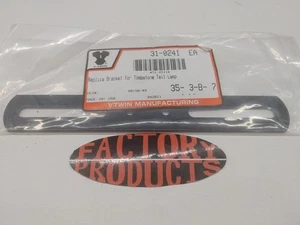 31-0241 EA
Replica Bracket for Tombstone Tail Lamp
35- 3-B- 7
V-TWIN MANUFACTURING
FACTORY
PRODUCTS